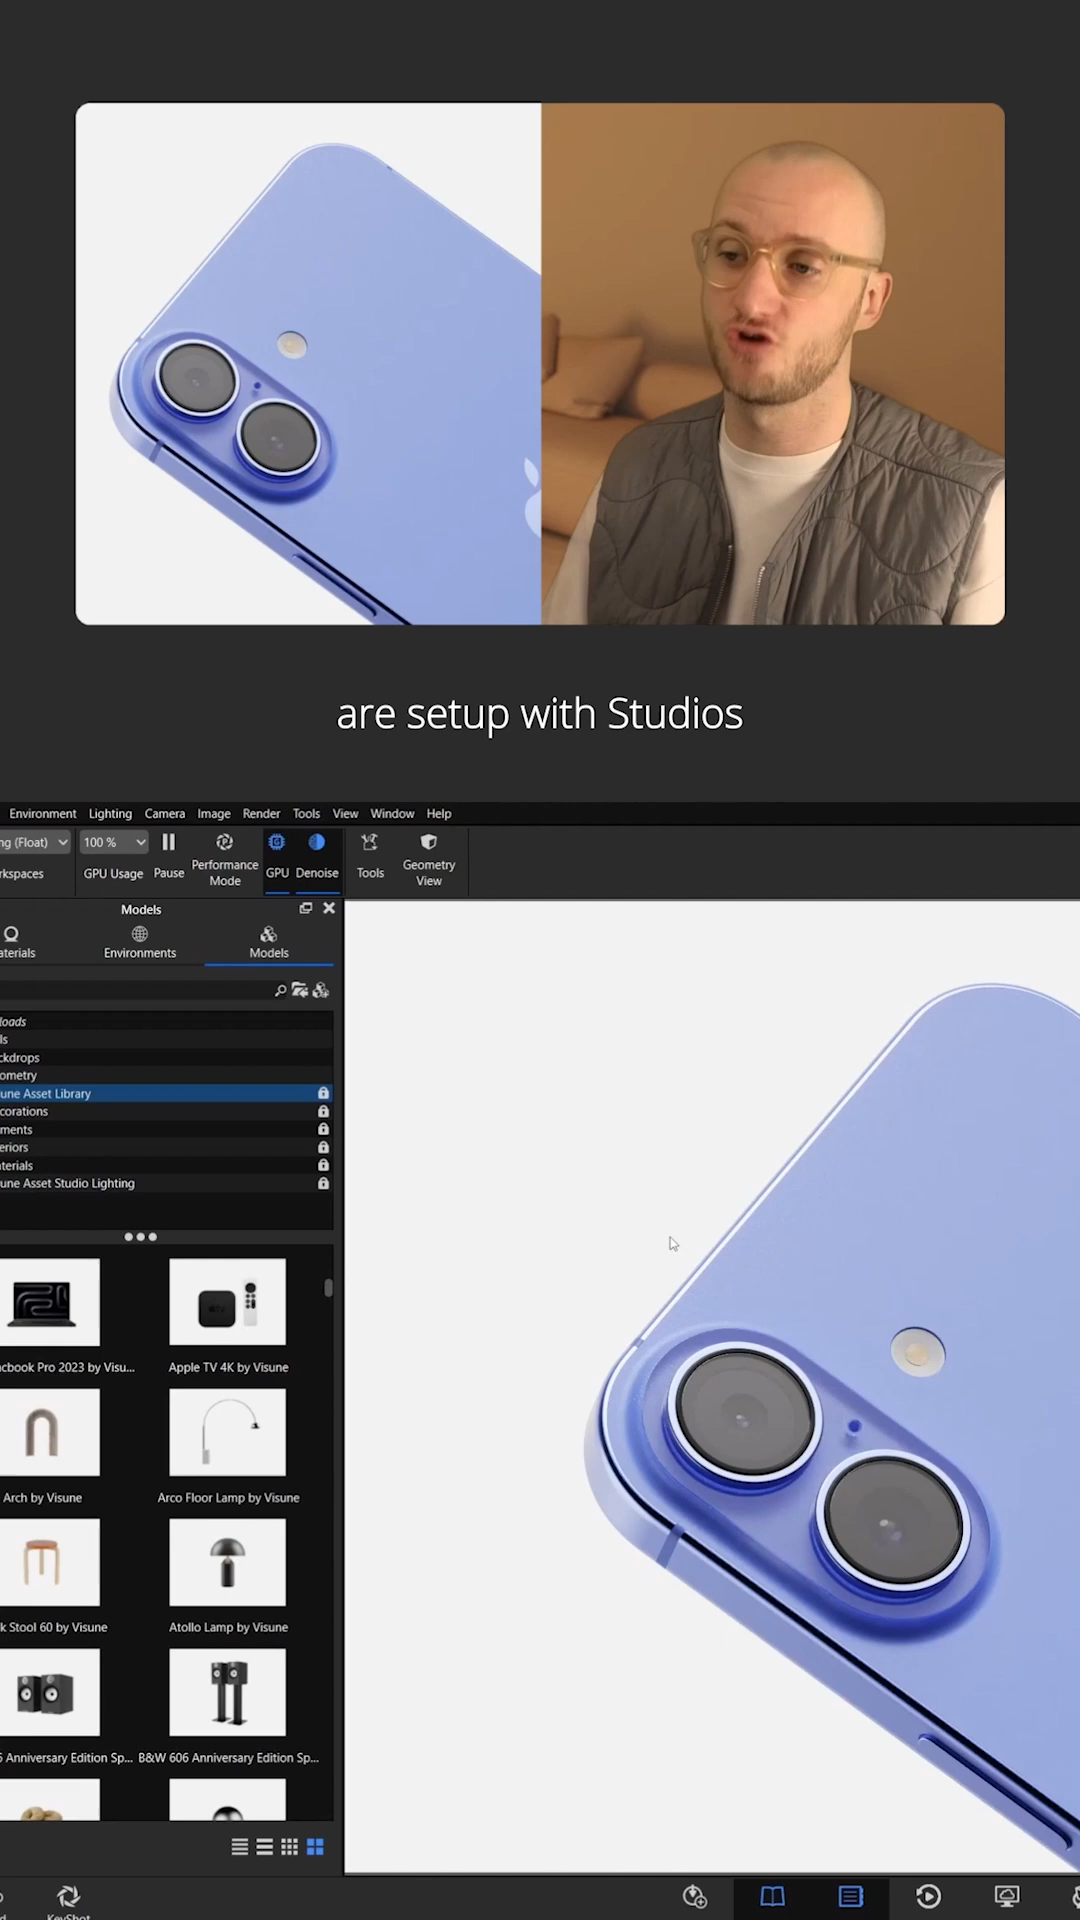 are setup with Studios
Environment Lighting Camera Image Render Tools View Window Help
ng (Float) 100 %
Performance Mode
Geometry View
rkspaces GPU Usage Pause GPU Denoise Tools
Models
aterials Environments Models
loads
ls
ckdrops
ometry
une Asset Library
corations
ments
eriors
terials
une Asset Studio Lighting
cbook Pro 2023 by Visu... Apple TV 4K by Visune
Arch by Visune Arco Floor Lamp by Visune
k Stool 60 by Visune Atollo Lamp by Visune
6 Anniversary Edition Sp... B&W 606 Anniversary Edition Sp...
KeyShot